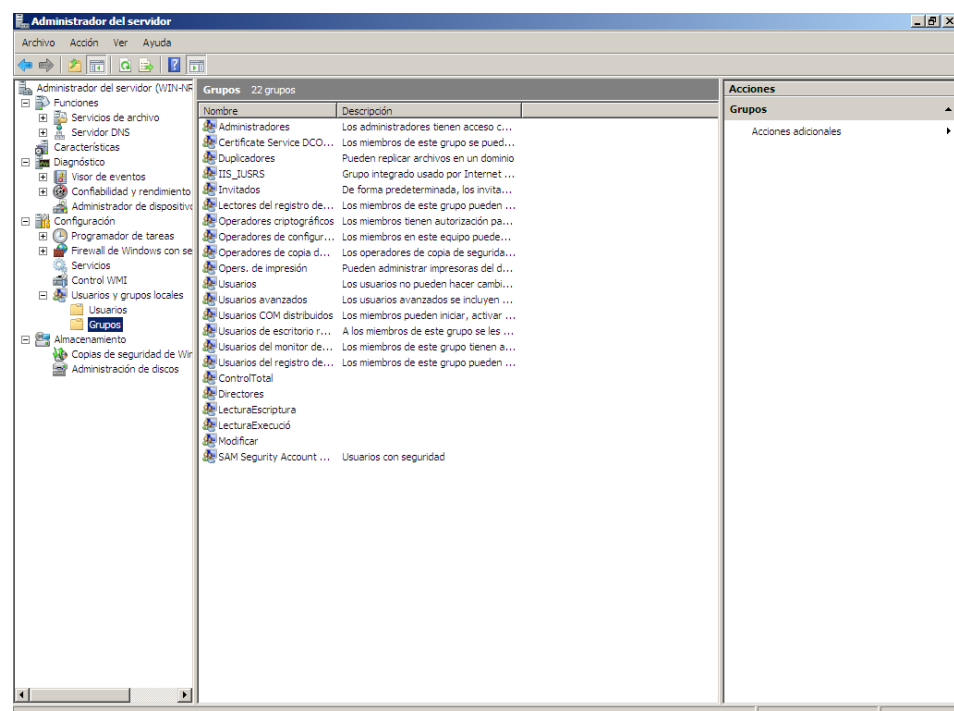 Administrador del servidor
Archivo Acción Ver Ayuda
Administrador del servidor (WIN-NR
Funciones
Servicios de archivo
Servidor DNS
Características
Diagnóstico
Visor de eventos
Confiabilidad y rendimiento
Administrador de dispositivo
Configuración
Programador de tareas
Firewall de Windows con se
Servicios
Control WMI
Usuarios y grupos locales
Usuarios
Grupos
Almacenamiento
Copias de seguridad de Wir
Administración de discos
Grupos 22 grupos
Nombre Descripción
Administradores Los administradores tienen acceso c...
Certificate Service DCO... Los miembros de este grupo se pued...
Duplicadores Pueden replicar archivos en un dominio
IIS_IUSRS Grupo integrado usado por Internet ...
Invitados De forma predeterminada, los invita...
Lectores del registro de... Los miembros de este grupo pueden ...
Operadores criptográficos Los miembros tienen autorización pa...
Operadores de configur... Los miembros en este equipo puede...
Operadores de copia d... Los operadores de copia de segurida...
Opers. de impresión Pueden administrar impresoras del d...
Usuarios Los usuarios no pueden hacer cambi...
Usuarios avanzados Los usuarios avanzados se incluyen ...
Usuarios COM distribuidos Los miembros pueden iniciar, activar ...
Usuarios de escritorio r... A los miembros de este grupo se les ...
Usuarios del monitor de... Los miembros de este grupo tienen a...
Usuarios del registro de... Los miembros de este grupo pueden ...
ControlTotal
Directores
LecturaEscriptura
LecturaExecució
Modificar
SAM Segurity Account ... Usuarios con seguridad
Acciones
Grupos
Acciones adicionales